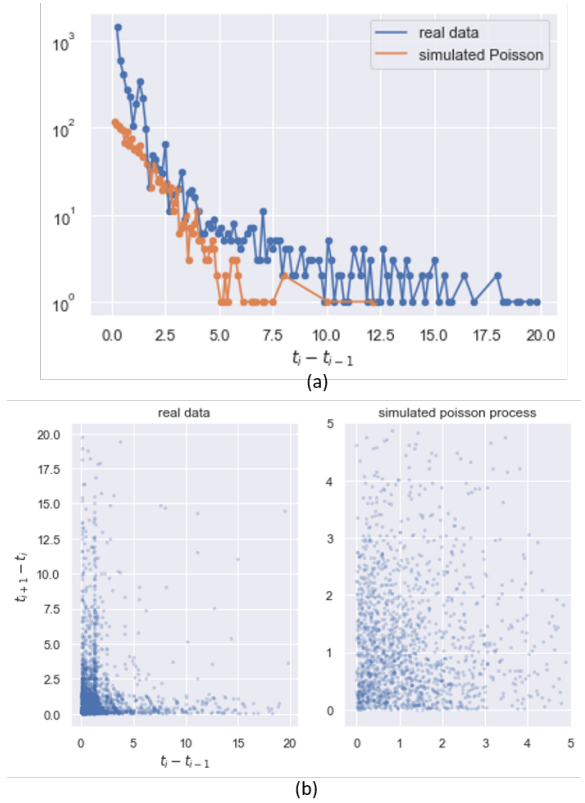 10³
10²
10¹
10⁰
real data
simulated Poisson
0.0 2.5 5.0 7.5 10.0 12.5 15.0 17.5 20.0
tᵢ − tᵢ₋₁
(a)
real data
simulated poisson process
20.0
17.5
15.0
12.5
10.0
7.5
5.0
2.5
0.0
tᵢ₊₁ − tᵢ
0 5 10 15 20
tᵢ − tᵢ₋₁
5
4
3
2
1
0
0 1 2 3 4 5
(b)